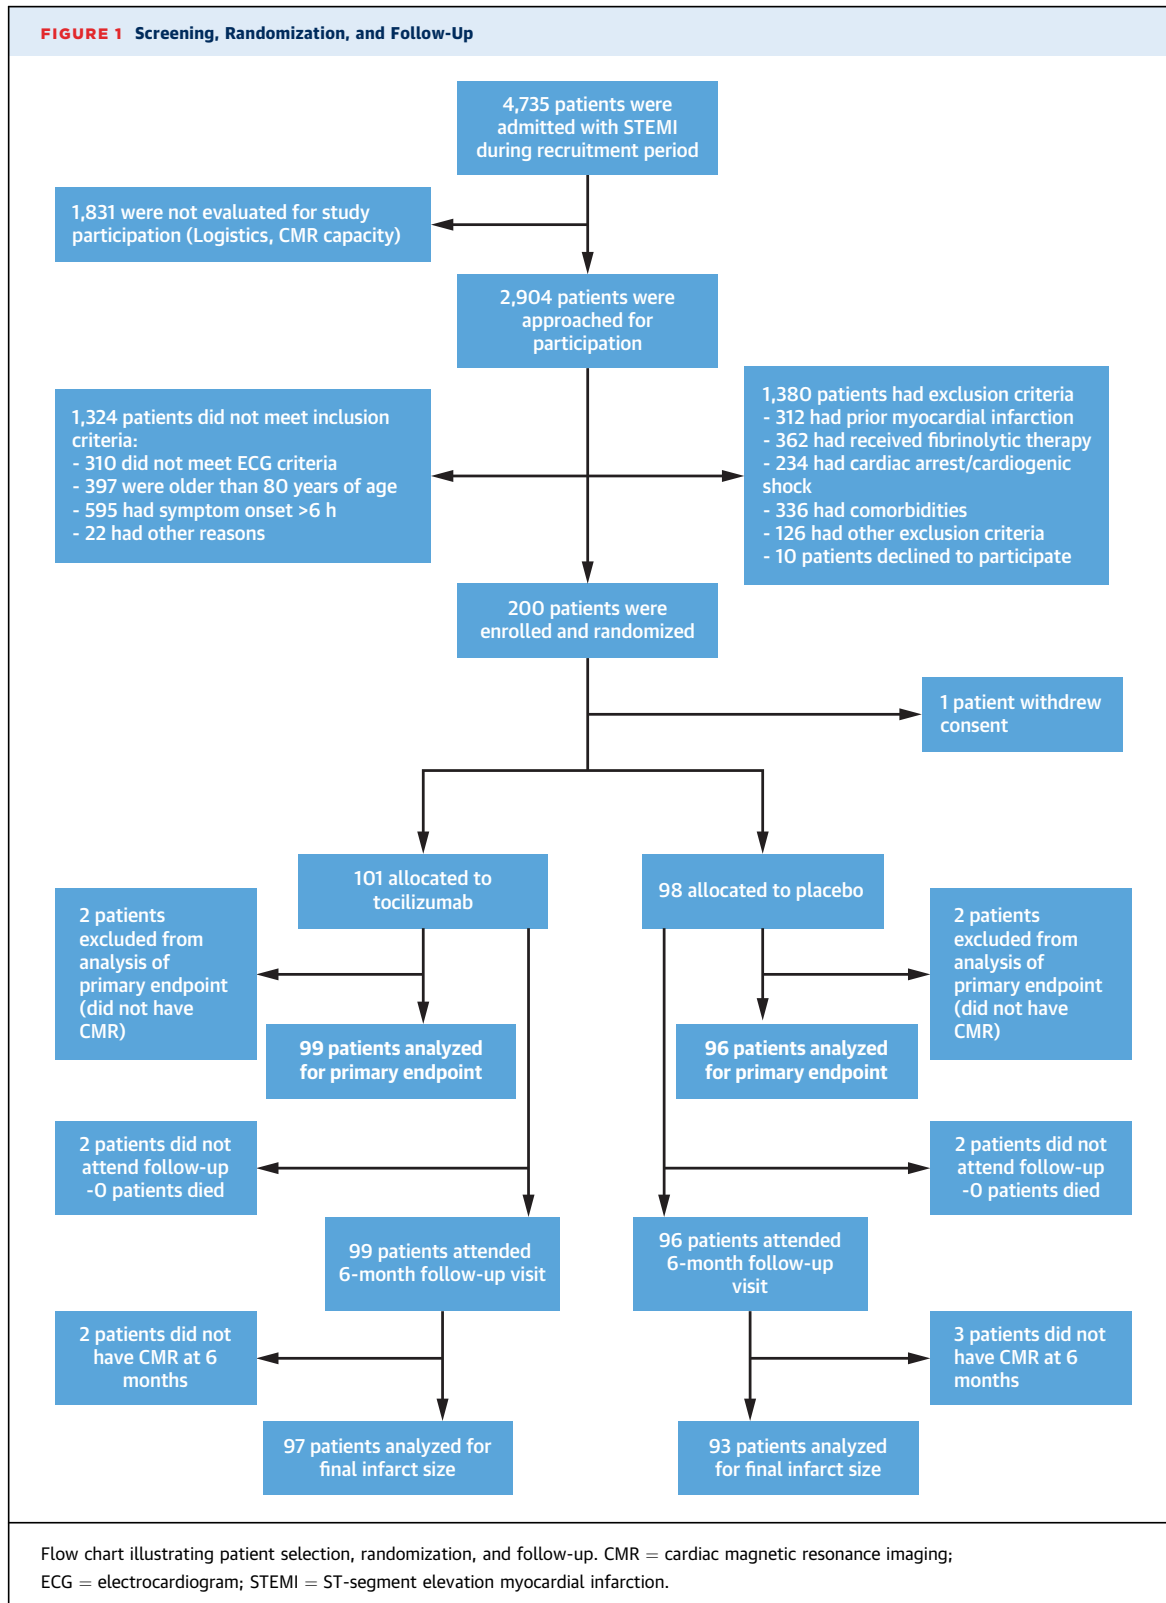 FIGURE 1 Screening, Randomization, and Follow-Up
4,735 patients were
admitted with STEMI
during recruitment period
1,831 were not evaluated for study
participation (Logistics, CMR capacity)
2,904 patients were
approached for
participation
1,324 patients did not meet inclusion
criteria:
- 310 did not meet ECG criteria
- 397 were older than 80 years of age
- 595 had symptom onset >6 h
- 22 had other reasons
1,380 patients had exclusion criteria
- 312 had prior myocardial infarction
- 362 had received fibrinolytic therapy
- 234 had cardiac arrest/cardiogenic
shock
- 336 had comorbidities
- 126 had other exclusion criteria
- 10 patients declined to participate
200 patients were
enrolled and randomized
1 patient withdrew
consent
101 allocated to
tocilizumab
98 allocated to placebo
2 patients
excluded from
analysis of
primary endpoint
(did not have
CMR)
2 patients
excluded from
analysis of
primary endpoint
(did not have
CMR)
99 patients analyzed
for primary endpoint
96 patients analyzed
for primary endpoint
2 patients did not
attend follow-up
-0 patients died
2 patients did not
attend follow-up
-0 patients died
99 patients attended
6-month follow-up visit
96 patients attended
6-month follow-up
visit
2 patients did not
have CMR at 6
months
3 patients did not
have CMR at 6
months
97 patients analyzed for
final infarct size
93 patients analyzed
for final infarct size
Flow chart illustrating patient selection, randomization, and follow-up. CMR = cardiac magnetic resonance imaging;
ECG = electrocardiogram; STEMI = ST-segment elevation myocardial infarction.